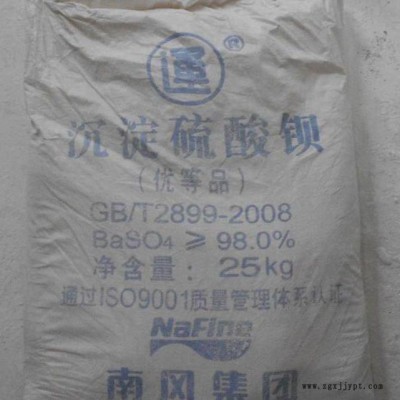 ®
沉淀硫酸钡
(优等品)
GB/T2899-2008
BaSO₄ ≥ 98.0%
净含量: 25kg
通过ISO9001质量管理体系认证
NaFine
南风集团
www.zgxjjypt.com